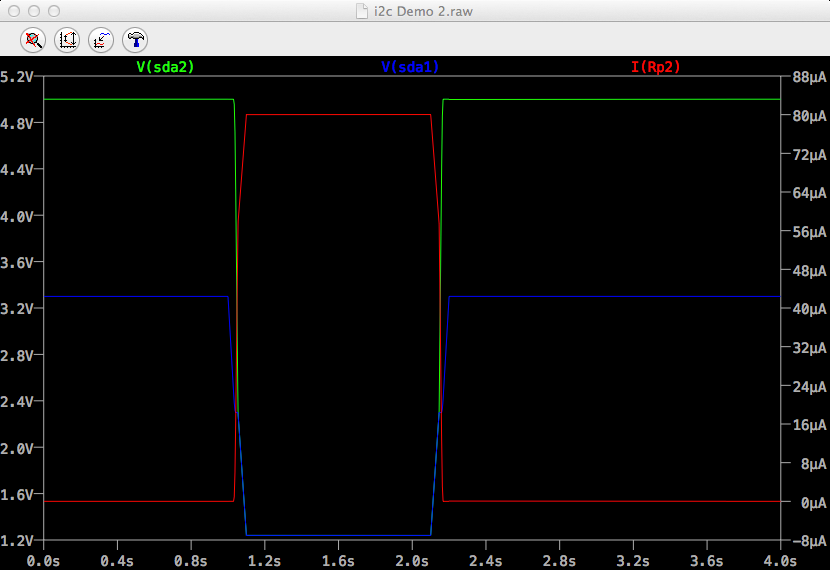 i2c Demo 2.raw
V(sda2) V(sda1) I(Rp2)
5.2V 88µA
4.8V 80µA
4.4V 72µA
4.0V 64µA
3.6V 56µA
3.2V 48µA
2.8V 40µA
2.4V 32µA
2.0V 24µA
1.6V 16µA
1.2V 8µA
0µA
-8µA
0.0s 0.4s 0.8s 1.2s 1.6s 2.0s 2.4s 2.8s 3.2s 3.6s 4.0s